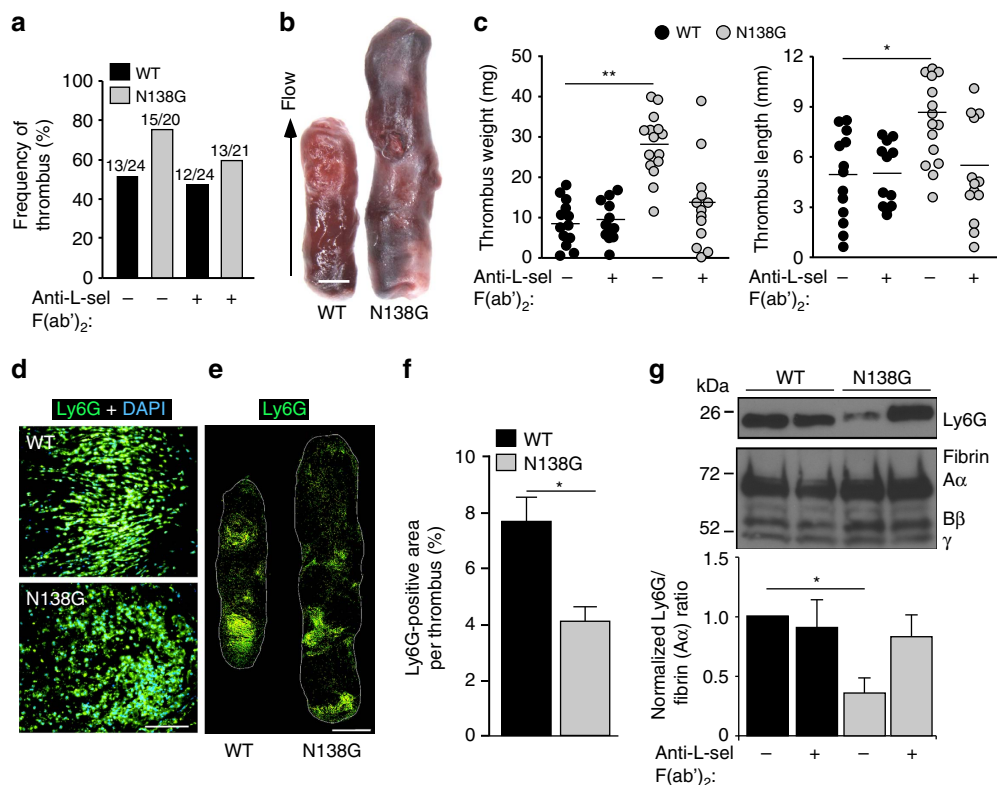 a
WT
N138G
Frequency of
thrombus (%)
100
80
60
40
20
0
13/24
15/20
12/24
13/21
Anti-L-sel
F(ab')2:
– – + +
b
Flow
WT N138G
c
WT N138G
Thrombus weight (mg)
50
40
30
20
10
0
**
Anti-L-sel
F(ab')2:
– + – +
Thrombus length (mm)
12
9
6
3
0
*
– + – +
d
Ly6G + DAPI
WT
N138G
e
Ly6G
WT N138G
f
WT
N138G
Ly6G-positive area
per thrombus (%)
10
8
6
4
2
0
*
g
kDa
WT N138G
26
Ly6G
72
52
Fibrin
Aα
Bβ
γ
Normalized Ly6G/
fibrin (Aα) ratio
1.5
1.0
0.5
0
*
Anti-L-sel
F(ab')2:
– + – +